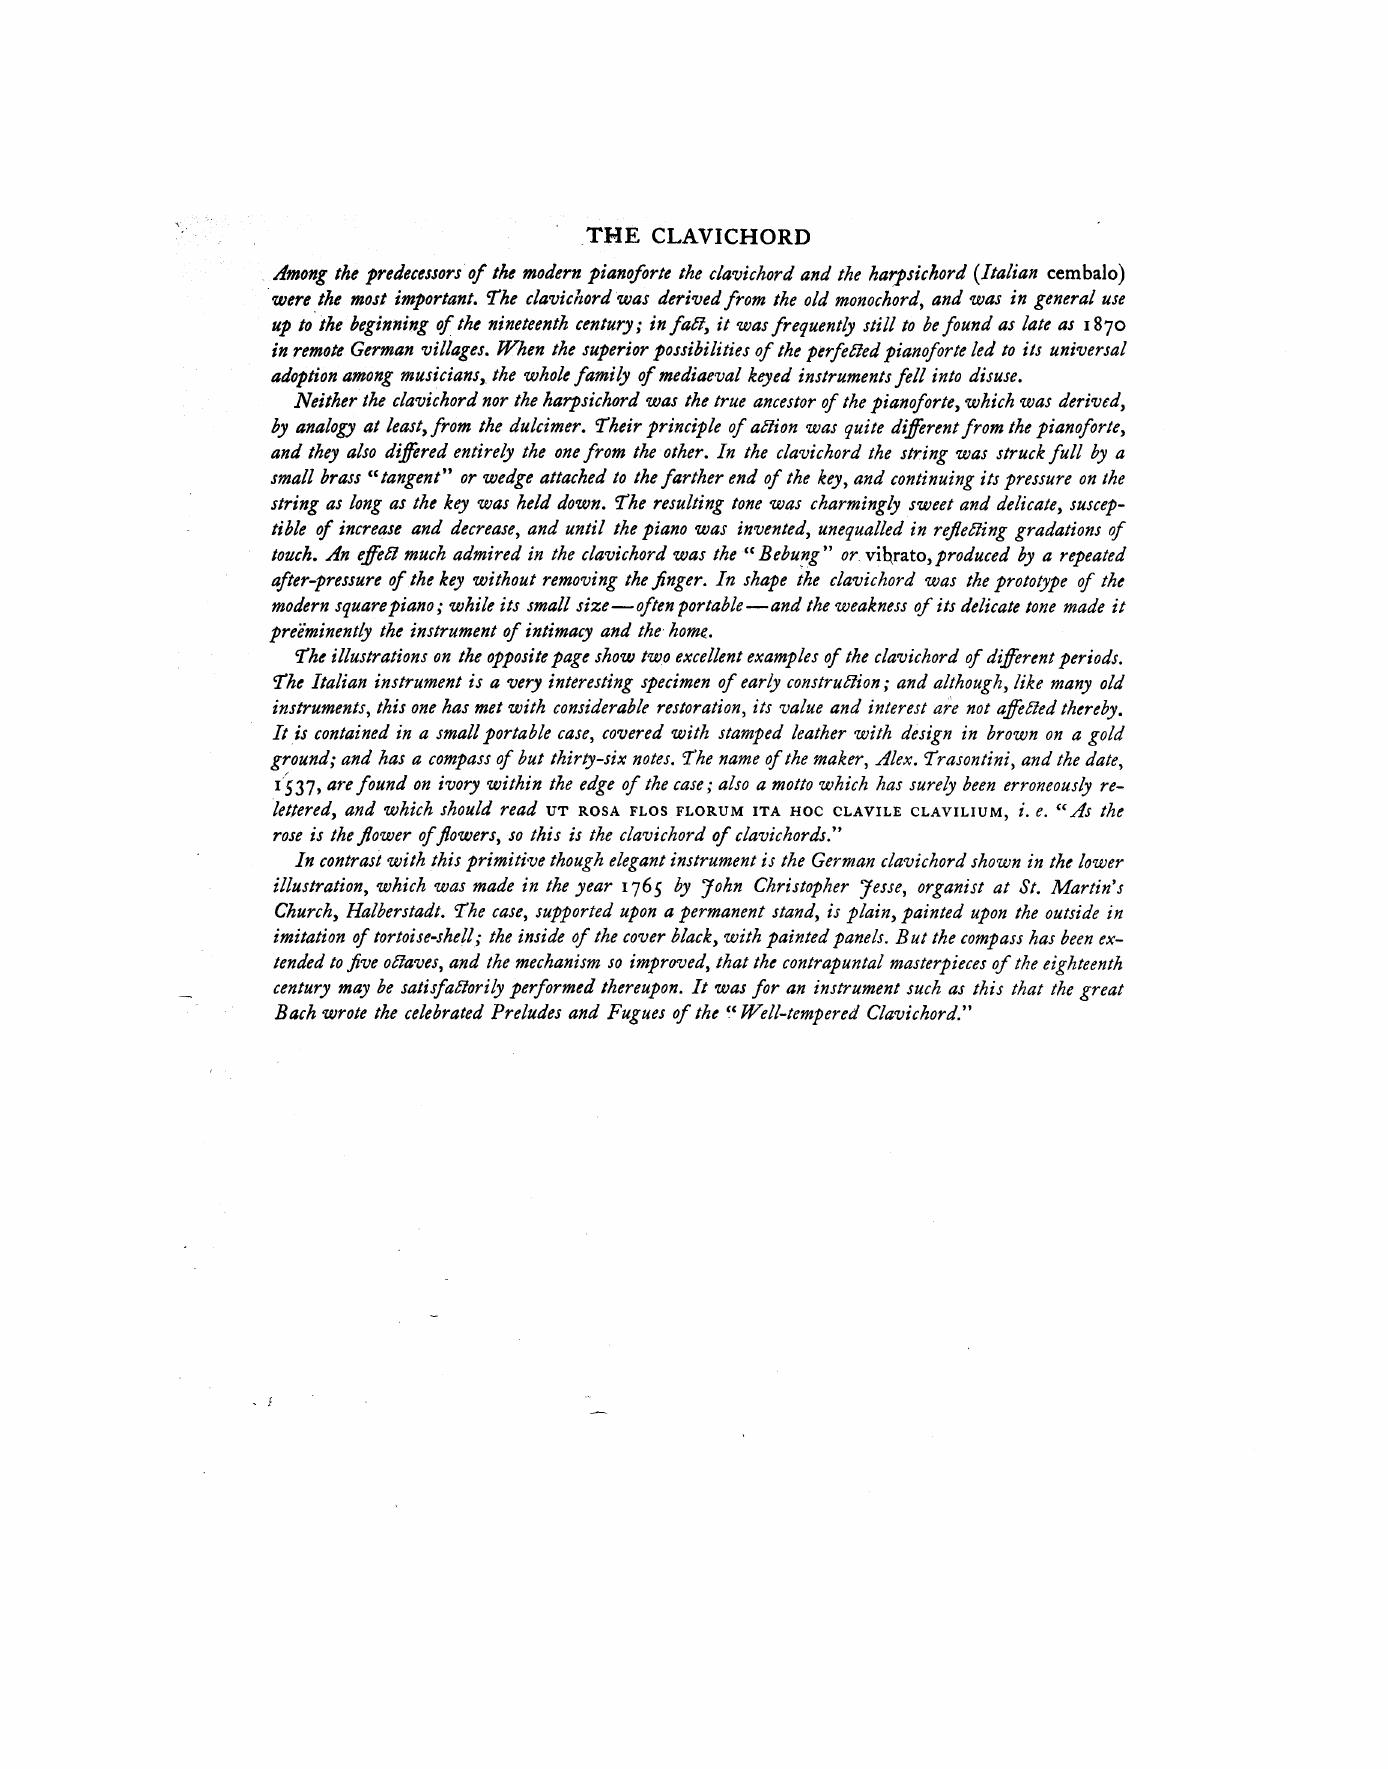 THE CLAVICHORD
Among the predecessors of the modern pianoforte the clavichord and the harpsichord (Italian cembalo)
were the most important. The clavichord was derived from the old monochord, and was in general use
up to the beginning of the nineteenth century; in fact, it was frequently still to be found as late as 1870
in remote German villages. When the superior possibilities of the perfected pianoforte led to its universal
adoption among musicians, the whole family of mediaeval keyed instruments fell into disuse.
Neither the clavichord nor the harpsichord was the true ancestor of the pianoforte, which was derived,
by analogy at least, from the dulcimer. Their principle of action was quite different from the pianoforte,
and they also differed entirely the one from the other. In the clavichord the string was struck full by a
small brass "tangent" or wedge attached to the farther end of the key, and continuing its pressure on the
string as long as the key was held down. The resulting tone was charmingly sweet and delicate, suscep-
tible of increase and decrease, and until the piano was invented, unequalled in reflecting gradations of
touch. An effect much admired in the clavichord was the "Bebung" or vibrato, produced by a repeated
after-pressure of the key without removing the finger. In shape the clavichord was the prototype of the
modern square piano; while its small size—often portable—and the weakness of its delicate tone made it
preëminently the instrument of intimacy and the home.
The illustrations on the opposite page show two excellent examples of the clavichord of different periods.
The Italian instrument is a very interesting specimen of early construction; and although, like many old
instruments, this one has met with considerable restoration, its value and interest are not affected thereby.
It is contained in a small portable case, covered with stamped leather with design in brown on a gold
ground; and has a compass of but thirty-six notes. The name of the maker, Alex. Trasontini, and the date,
1537, are found on ivory within the edge of the case; also a motto which has surely been erroneously re-
lettered, and which should read UT ROSA FLOS FLORUM ITA HOC CLAVILE CLAVILIUM, i. e. "As the
rose is the flower of flowers, so this is the clavichord of clavichords."
In contrast with this primitive though elegant instrument is the German clavichord shown in the lower
illustration, which was made in the year 1765 by John Christopher Jesse, organist at St. Martin's
Church, Halberstadt. The case, supported upon a permanent stand, is plain, painted upon the outside in
imitation of tortoise-shell; the inside of the cover black, with painted panels. But the compass has been ex-
tended to five octaves, and the mechanism so improved, that the contrapuntal masterpieces of the eighteenth
century may be satisfactorily performed thereupon. It was for an instrument such as this that the great
Bach wrote the celebrated Preludes and Fugues of the "Well-tempered Clavichord."